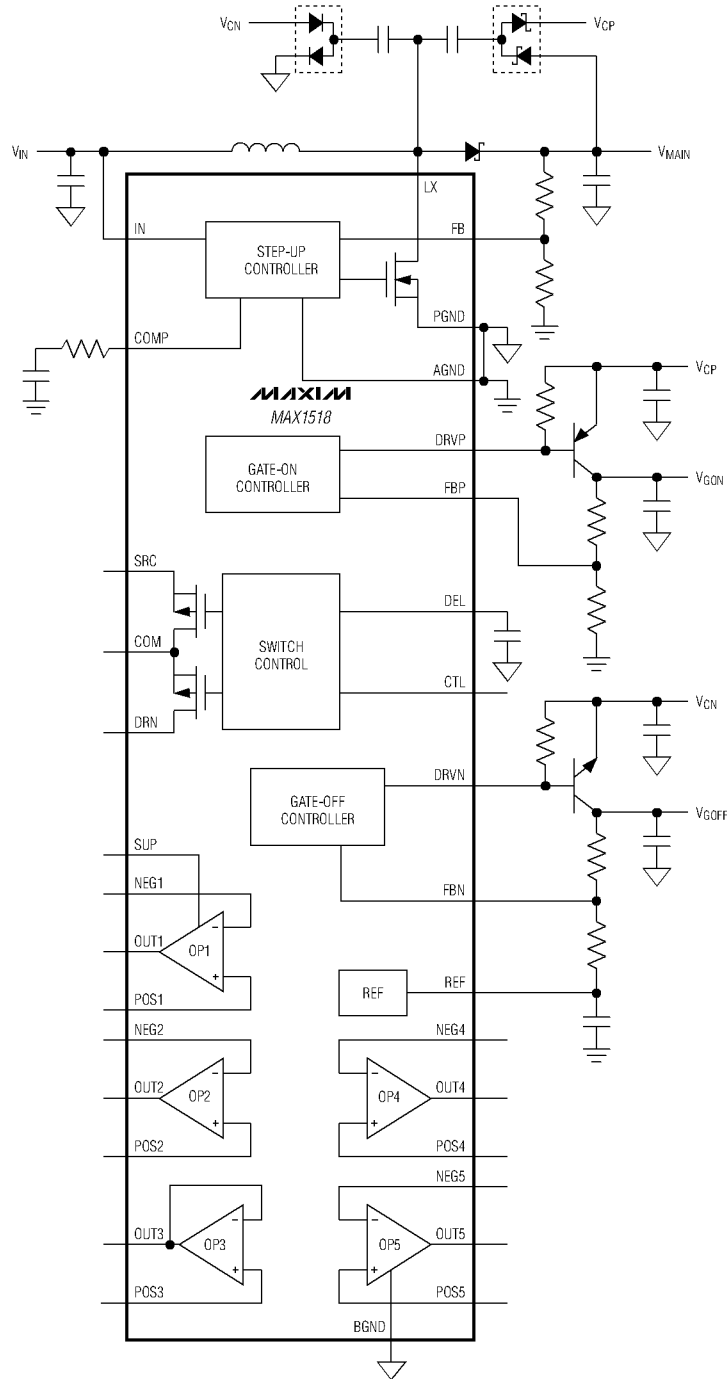 VCN
VCP
VIN
VMAIN
LX
IN
STEP-UP
CONTROLLER
FB
PGND
COMP
AGND
MAXIM
MAX1518
VCP
DRVP
GATE-ON
CONTROLLER
VGON
FBP
SRC
DEL
COM
SWITCH
CONTROL
CTL
DRN
VCN
DRVN
GATE-OFF
CONTROLLER
VGOFF
SUP
NEG1
FBN
OUT1
OP1
-
+
REF
REF
POS1
NEG2
NEG4
-
-
OUT2
OP2
OP4
OUT4
+
+
POS2
POS4
NEG5
-
-
OUT3
OP3
OP5
OUT5
+
+
POS3
POS5
BGND